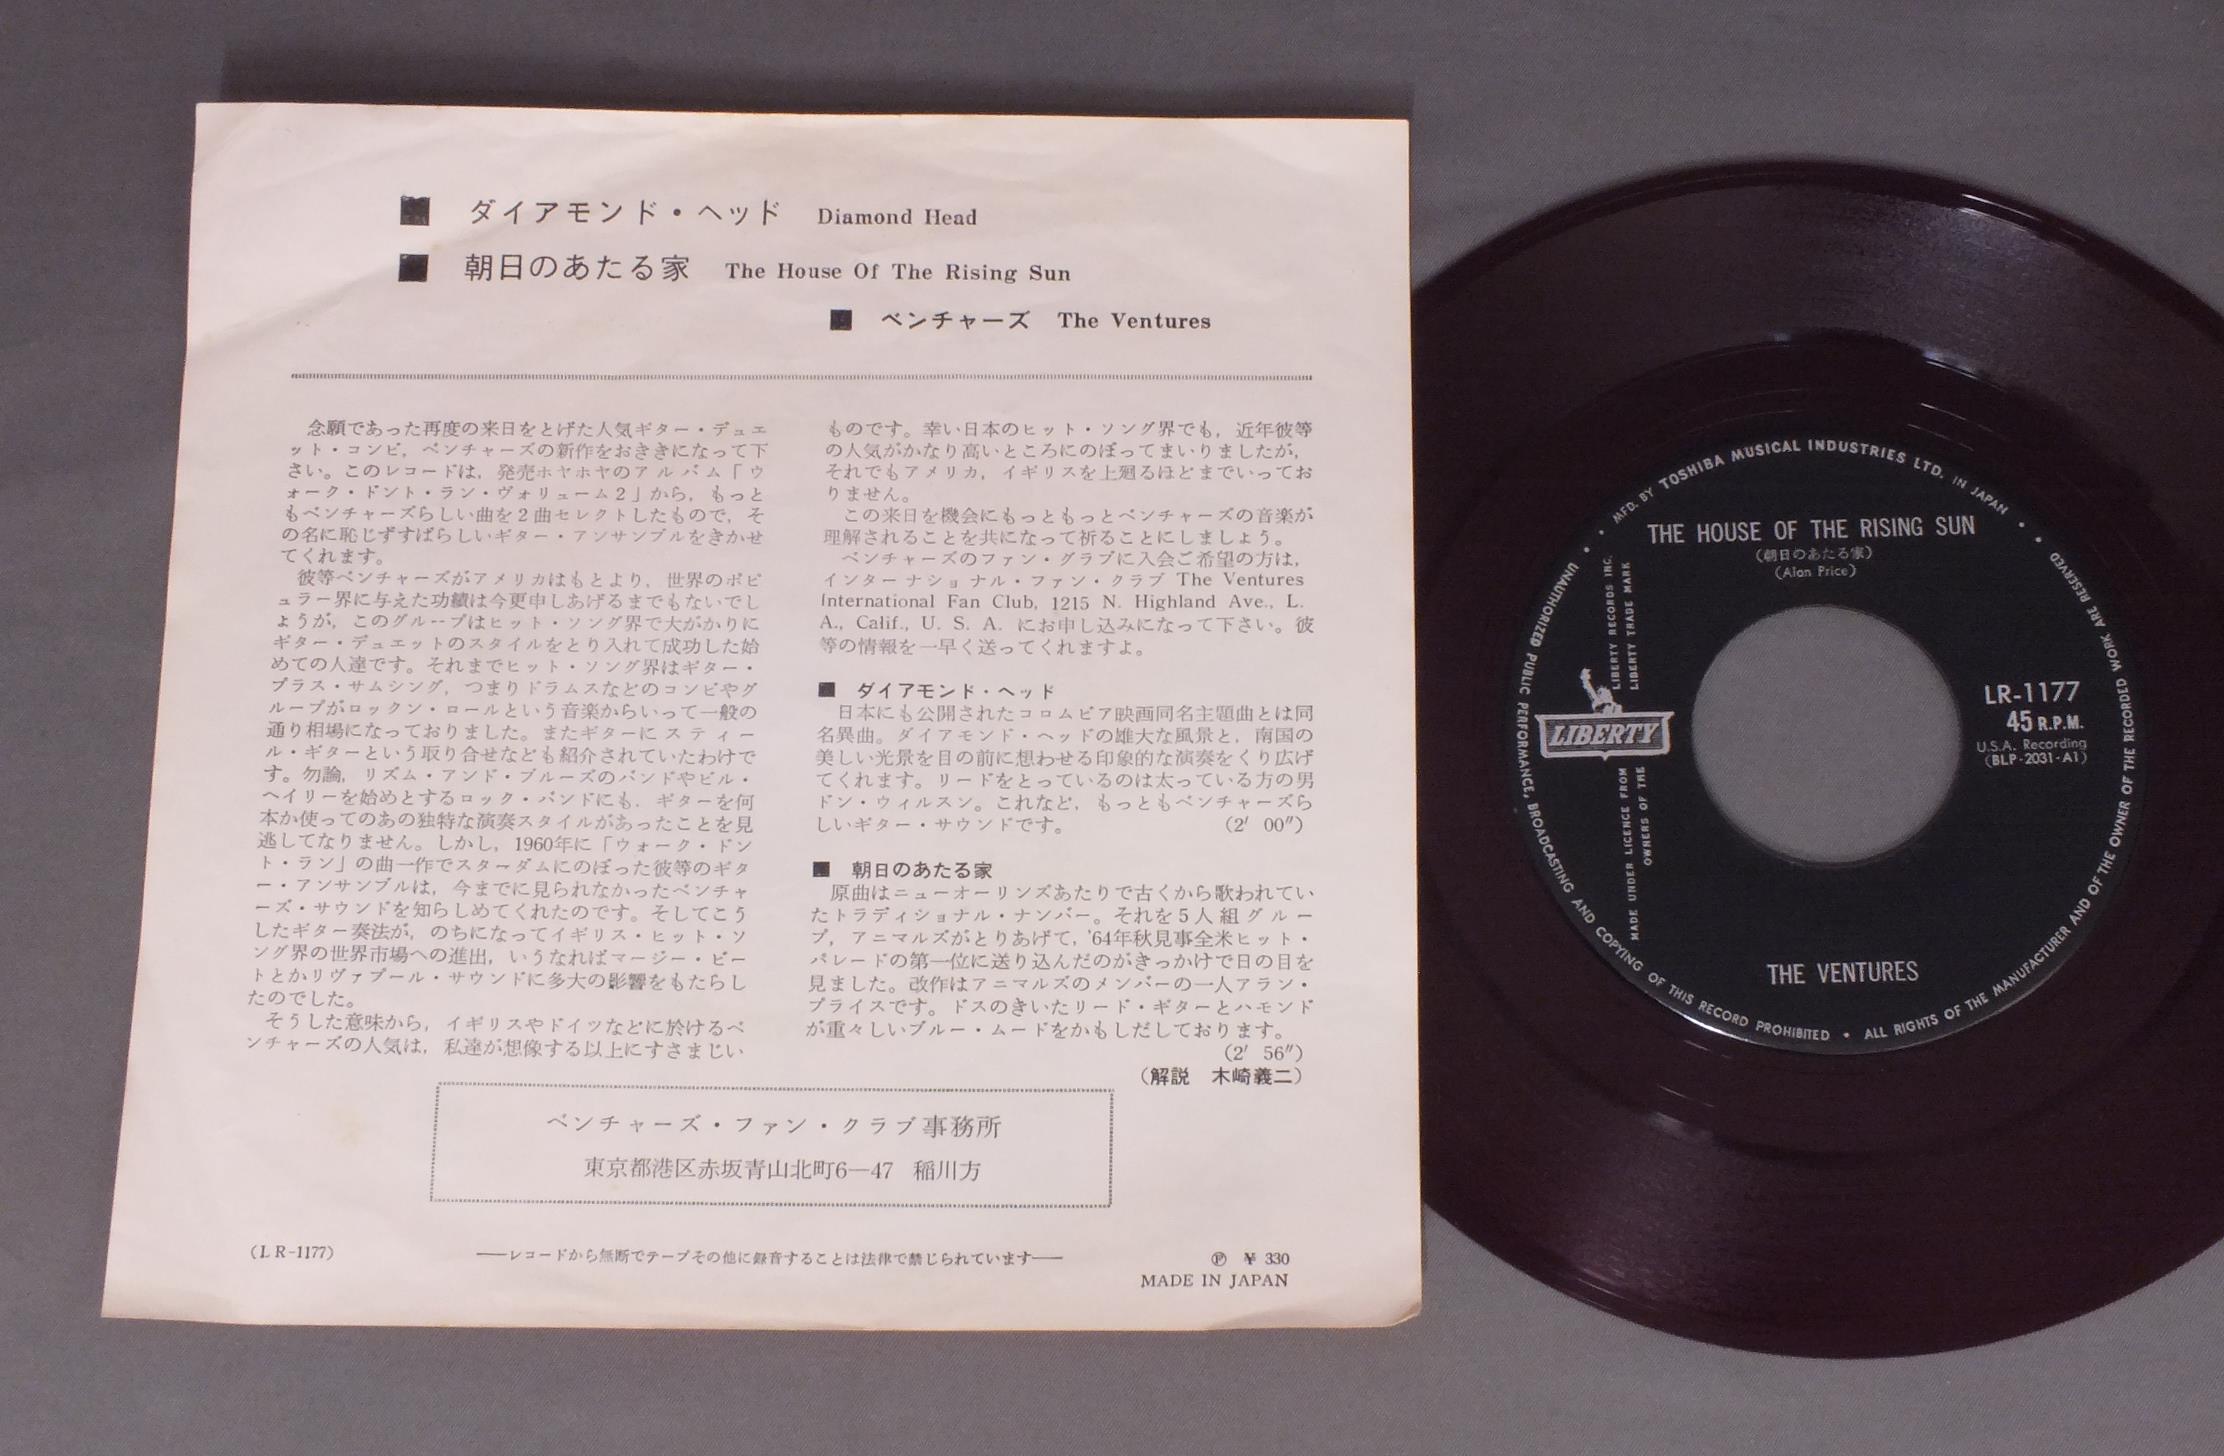 ■ ダイアモンド・ヘッド Diamond Head
■ 朝日のあたる家 The House Of The Rising Sun
■ ベンチャーズ The Ventures
念願であった再度の来日をとげた人気ギター・デュエ
ット・コンビ，ベンチャーズの新作をおききになって下
さい。このレコードは，発売ホヤホヤのアルバム「ウ
ォーク・ドント・ラン・ヴォリューム2」から，もっと
もベンチャーズらしい曲を2曲セレクトしたもので，そ
の名に恥じずすばらしいギター・アンサンブルをきかせ
てくれます。
彼等ベンチャーズがアメリカはもとより，世界のポピ
ュラー界に与えた功績は今更申しあげるまでもないでし
ょうが，このグループはヒット・ソング界で大がかりに
ギター・デュエットのスタイルをとり入れて成功した始
めての人達です。それまでヒット・ソング界はギター・
プラス・サムシング，つまりドラムスなどのコンビやグ
ループがロックン・ロールという音楽からいって一般の
通り相場になっておりました。またギターにスティー
ル・ギターという取り合せなども紹介されていたわけで
す。勿論，リズム・アンド・ブルーズのバンドやビル・
ヘイリーを始めとするロック・バンドにも，ギターを何
本か使ってのあの独特な演奏スタイルがあったことを見
逃してなりません。しかし，1960年に「ウォーク・ドン
ト・ラン」の曲一作でスターダムにのぼった彼等のギタ
ー・アンサンブルは，今までに見られなかったベンチャ
ーズ・サウンドを知らしめてくれたのです。そしてこう
したギター奏法が，のちになってイギリス・ヒット・ソ
ング界の世界市場への進出，いうなればマージー・ビー
トとかリヴァプール・サウンドに多大の影響をもたらし
たのでした。
そうした意味から，イギリスやドイツなどに於けるベ
ンチャーズの人気は，私達が想像する以上にすさまじい
ものです。幸い日本のヒット・ソング界でも，近年彼等
の人気がかなり高いところにのぼってまいりましたが，
それでもアメリカ，イギリスを上廻るほどまでいってお
りません。
この来日を機会にもっともっとベンチャーズの音楽が
理解されることを共になって祈ることにしましょう。
ベンチャーズのファン・グラブに入会ご希望の方は，
インターナショナル・ファン・クラブ The Ventures
International Fan Club, 1215 N. Highland Ave., L.
A., Calif., U. S. A. にお申し込みになって下さい。彼
等の情報を一早く送ってくれますよ。
■ ダイアモンド・ヘッド
日本にも公開されたコロムビア映画同名主題曲とは同
名異曲。ダイアモンド・ヘッドの雄大な風景と，南国の
美しい光景を目の前に想わせる印象的な演奏をくり広げ
てくれます。リードをとっているのは太っている方の男
ドン・ウィルスン。これなど，もっともベンチャーズら
しいギター・サウンドです。 (2′ 00″)
■ 朝日のあたる家
原曲はニューオーリンズあたりで古くから歌われてい
たトラディショナル・ナンバー。それを5人組グルー
プ，アニマルズがとりあげて，'64年秋見事全米ヒット・
パレードの第一位に送り込んだのがきっかけで日の目を
見ました。改作はアニマルズのメンバーの一人アラン・
プライスです。ドスのきいたリード・ギターとハモンド
が重々しいブルー・ムードをかもしだしております。
(2′ 56″)
（解説 木崎義二）
ベンチャーズ・ファン・クラブ事務所
東京都港区赤坂青山北町6―47 稲川方
(LR-1177)
――レコードから無断でテープその他に録音することは法律で禁じられています――
Ⓟ ￥ 330
MADE IN JAPAN
MFD. BY TOSHIBA MUSICAL INDUSTRIES LTD. IN JAPAN
THE HOUSE OF THE RISING SUN
(朝日のあたる家)
(Alan Price)
LIBERTY RECORDS INC.
LIBERTY TRADE MARK
LIBERTY
MADE UNDER LICENCE FROM
OWNERS OF THE
LR-1177
45 R.P.M.
U.S.A. Recording
(BLP-2031-A1)
THE VENTURES
UNAUTHORIZED PUBLIC PERFORMANCE, BROADCASTING AND COPYING OF THIS RECORD PROHIBITED • ALL RIGHTS OF THE MANUFACTURER AND OF THE OWNER OF THE RECORDED WORK ARE RESERVED